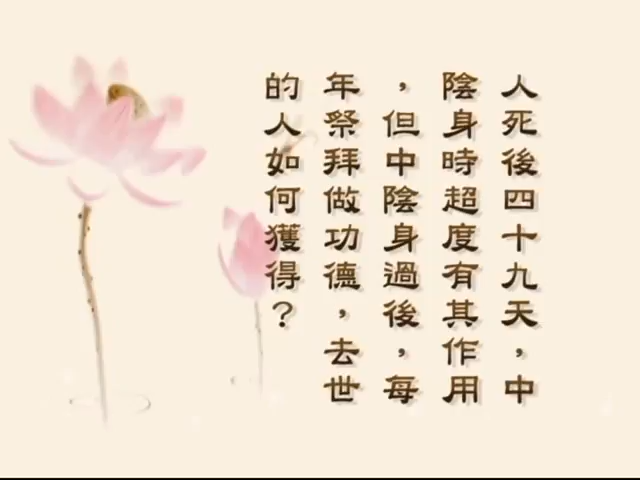 人死後四十九天，中
陰身時超度有其作用
，但中陰身過後，每
年祭拜做功德，去世
的人如何獲得？